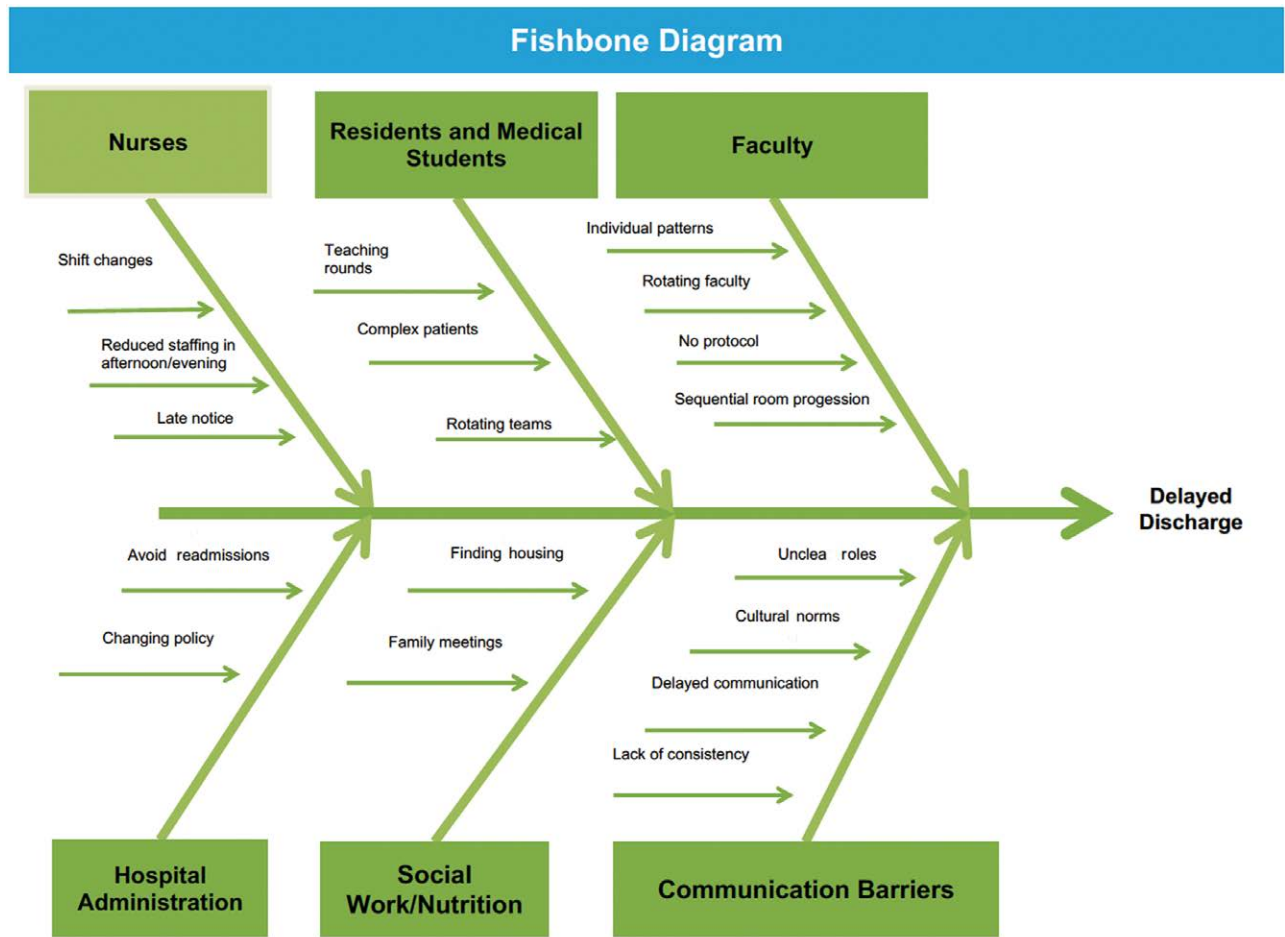 Fishbone Diagram
Nurses
Residents and Medical
Students
Faculty
Shift changes
Reduced staffing in
afternoon/evening
Late notice
Teaching
rounds
Complex patients
Rotating teams
Individual patterns
Rotating faculty
No protocol
Sequential room progession
Delayed
Discharge
Avoid readmissions
Changing policy
Finding housing
Family meetings
Unclea roles
Cultural norms
Delayed communication
Lack of consistency
Hospital
Administration
Social
Work/Nutrition
Communication Barriers